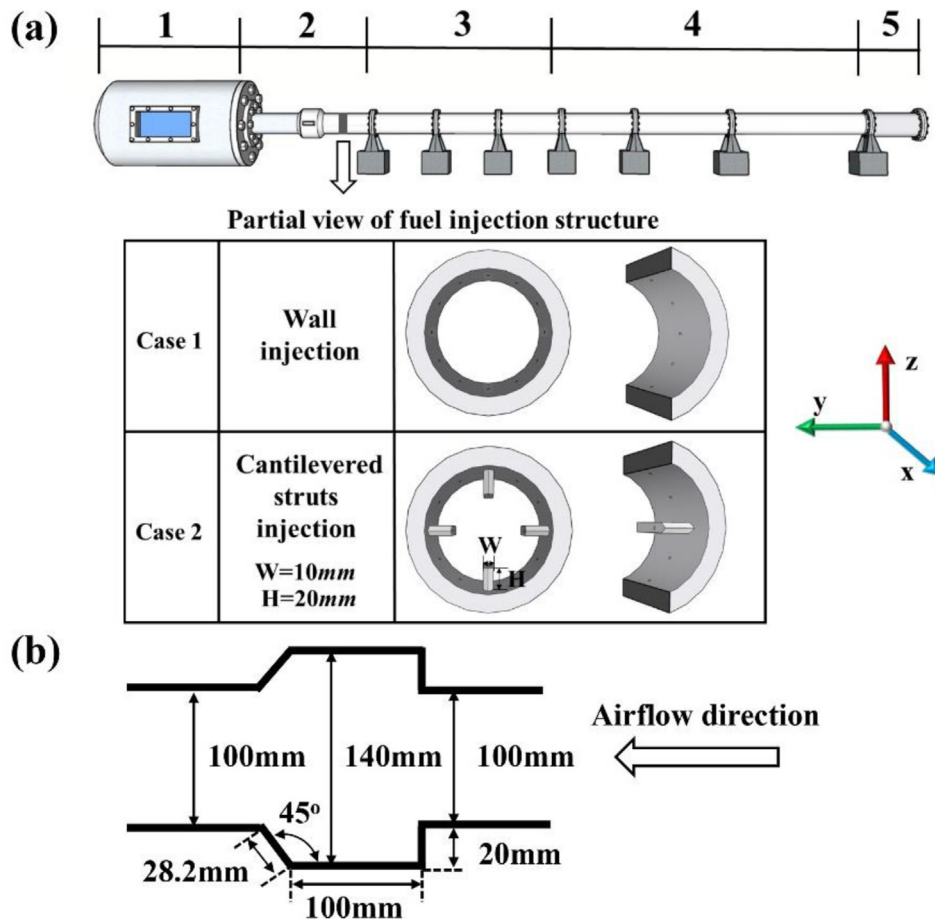 (a)
1 2 3 4 5
Partial view of fuel injection structure
Case 1
Wall
injection
Case 2
Cantilevered
struts
injection
W=10mm
H=20mm
W
H
z
y
x
(b)
Airflow direction
100mm 140mm 100mm
45°
28.2mm
20mm
100mm